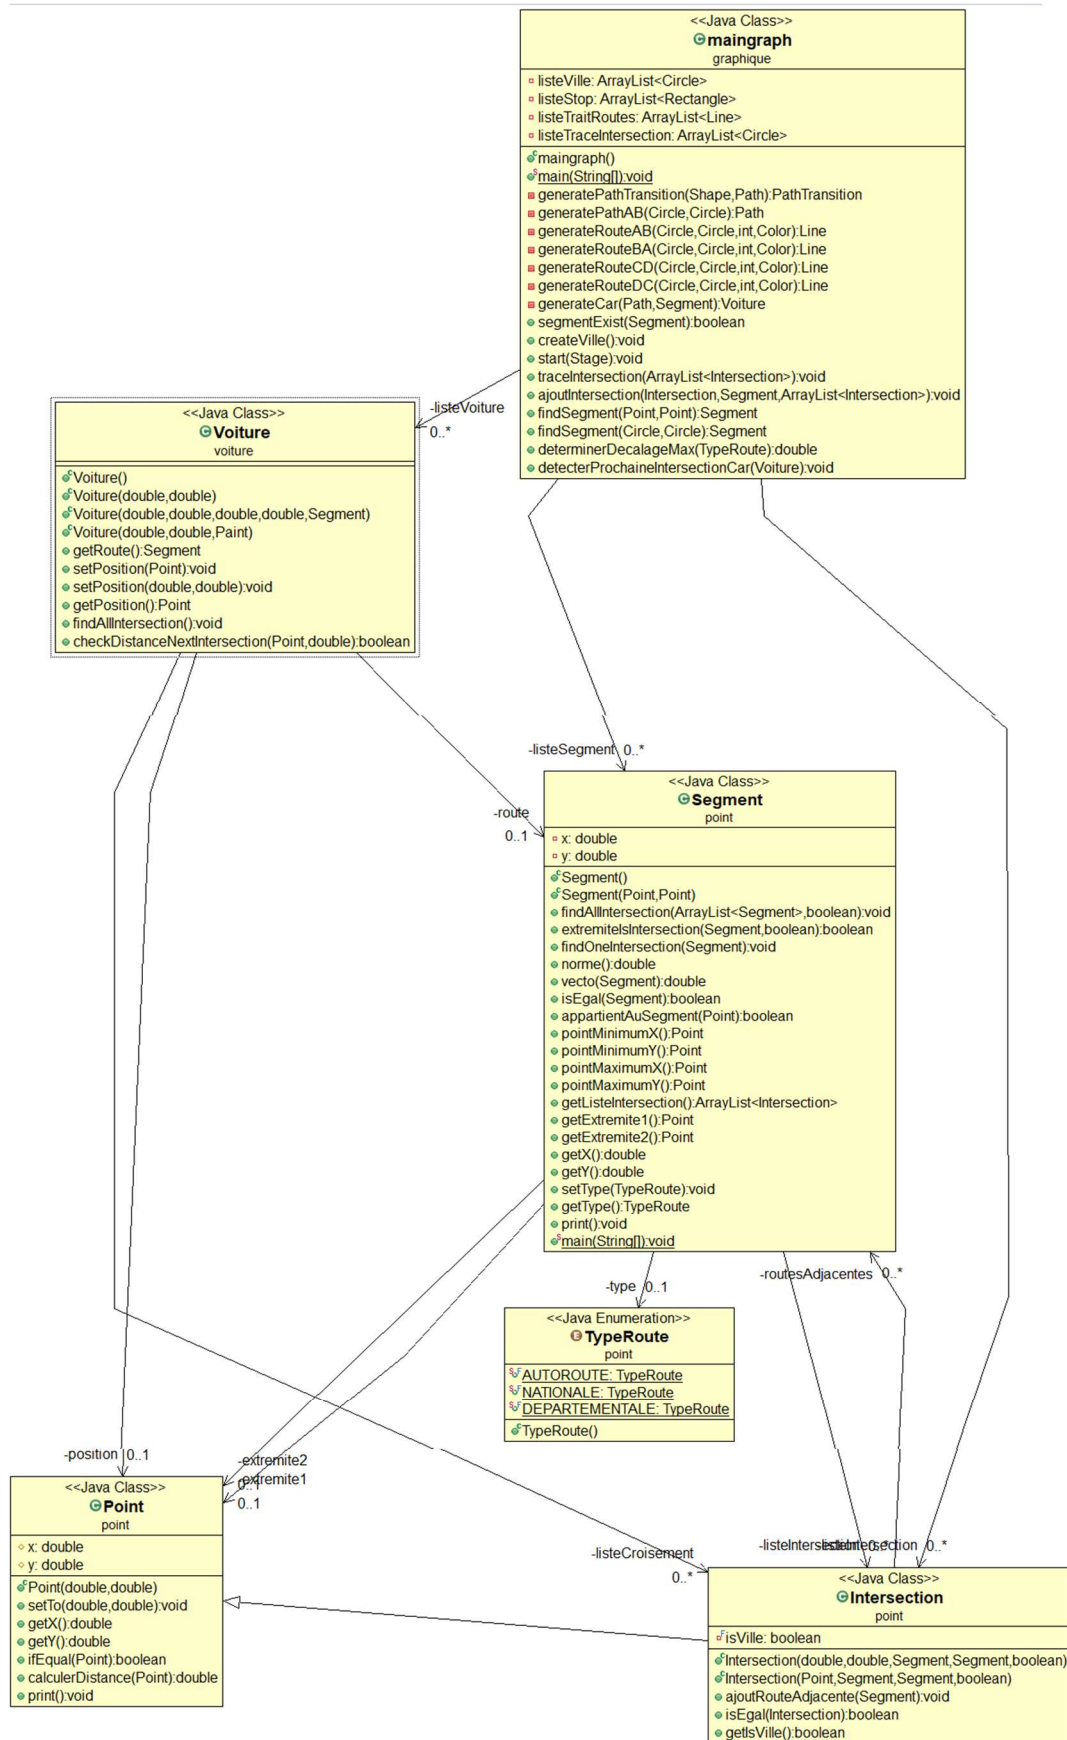 <<Java Class>>
maingraph
graphique
listeVille: ArrayList<Circle>
listeStop: ArrayList<Rectangle>
listeTraitRoutes: ArrayList<Line>
listeTraceIntersection: ArrayList<Circle>
maingraph()
main(String[]):void
generatePathTransition(Shape,Path):PathTransition
generatePathAB(Circle,Circle):Path
generateRouteAB(Circle,Circle,int,Color):Line
generateRouteBA(Circle,Circle,int,Color):Line
generateRouteCD(Circle,Circle,int,Color):Line
generateRouteDC(Circle,Circle,int,Color):Line
generateCar(Path,Segment):Voiture
segmentExist(Segment):boolean
createVille():void
start(Stage):void
traceIntersection(ArrayList<Intersection>):void
ajoutIntersection(Intersection,Segment,ArrayList<Intersection>):void
findSegment(Point,Point):Segment
findSegment(Circle,Circle):Segment
determinerDecalageMax(TypeRoute):double
detecterProchaineIntersectionCar(Voiture):void
-listeVoiture
0..*
<<Java Class>>
Voiture
voiture
Voiture()
Voiture(double,double)
Voiture(double,double,double,double,Segment)
Voiture(double,double,Paint)
getRoute():Segment
setPosition(Point):void
setPosition(double,double):void
getPosition():Point
findAllIntersection():void
checkDistanceNextIntersection(Point,double):boolean
-listeSegment 0..*
-route
0..1
<<Java Class>>
Segment
point
x: double
y: double
Segment()
Segment(Point,Point)
findAllIntersection(ArrayList<Segment>,boolean):void
extremiteIsIntersection(Segment,boolean):boolean
findOneIntersection(Segment):void
norme():double
vecto(Segment):double
isEgal(Segment):boolean
appartientAuSegment(Point):boolean
pointMinimumX():Point
pointMinimumY():Point
pointMaximumX():Point
pointMaximumY():Point
getListeIntersection():ArrayList<Intersection>
getExtremite1():Point
getExtremite2():Point
getX():double
getY():double
setType(TypeRoute):void
getType():TypeRoute
print():void
main(String[]):void
-routesAdjacentes 0..*
-type 0..1
<<Java Enumeration>>
TypeRoute
point
AUTOROUTE: TypeRoute
NATIONALE: TypeRoute
DEPARTEMENTALE: TypeRoute
TypeRoute()
-position 0..1
-extremite2
0..1
-extremite1
0..1
<<Java Class>>
Point
point
x: double
y: double
Point(double,double)
setTo(double,double):void
getX():double
getY():double
ifEqual(Point):boolean
calculerDistance(Point):double
print():void
-listeCroisement
0..*
-listeIntersection 0..*
-listeIntersection 0..*
<<Java Class>>
Intersection
point
isVille: boolean
Intersection(double,double,Segment,Segment,boolean)
Intersection(Point,Segment,Segment,boolean)
ajoutRouteAdjacente(Segment):void
isEgal(Intersection):boolean
getIsVille():boolean